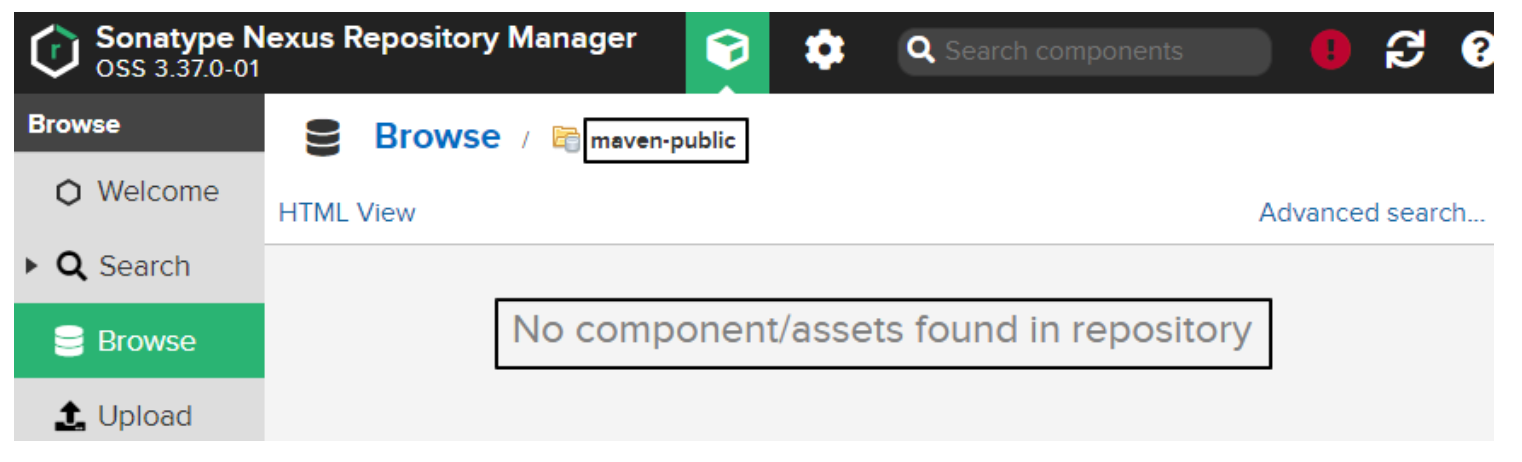 Sonatype Nexus Repository Manager
OSS 3.37.0-01
Search components
Browse
Browse / maven-public
Welcome
HTML View
Advanced search...
Search
No component/assets found in repository
Browse
Upload